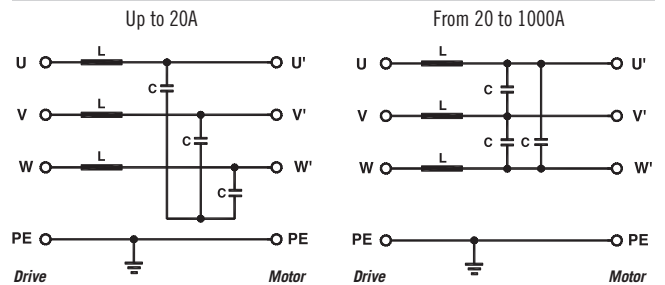 Up to 20A
From 20 to 1000A
U L U'
C
V L V'
C
W L W'
C
PE PE
Drive Motor
U L U'
C
V L V'
C C
W L W'
PE PE
Drive Motor